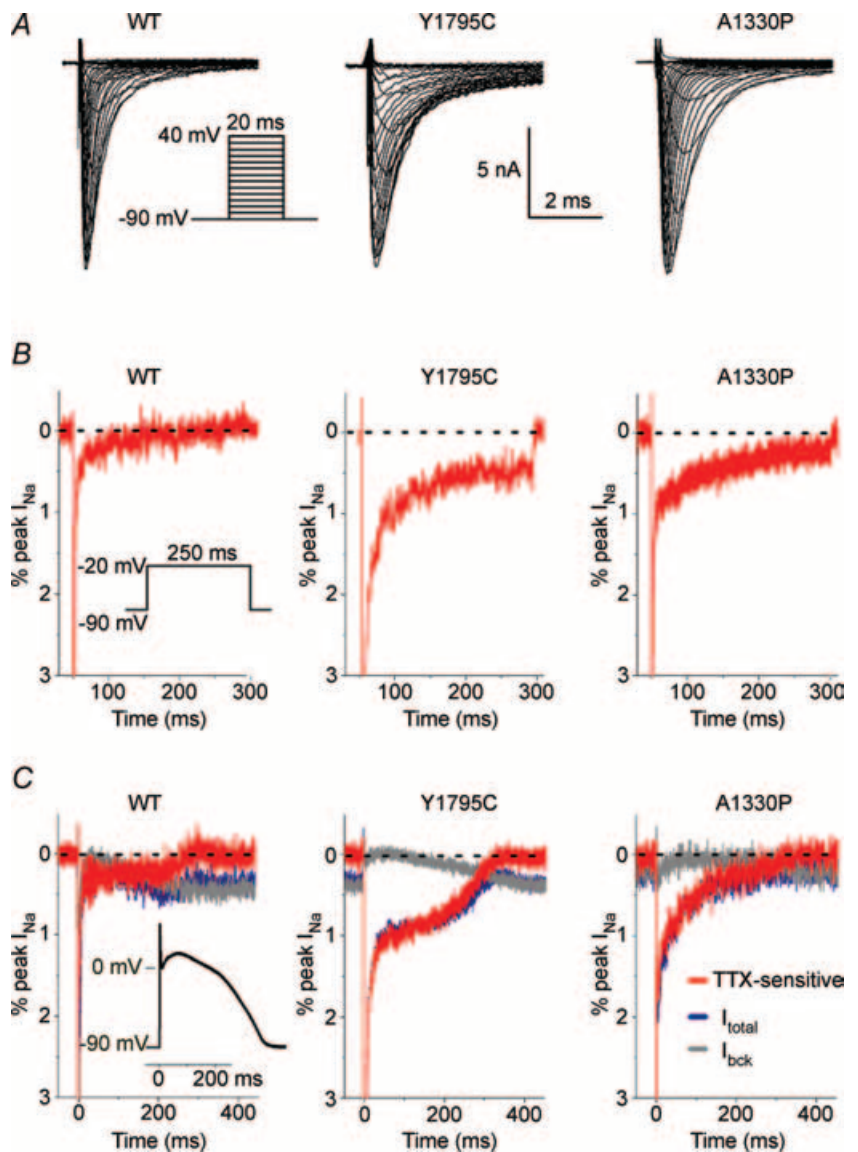 A
WT
Y1795C
A1330P
40 mV
20 ms
-90 mV
5 nA
2 ms
B
WT
Y1795C
A1330P
% peak I_Na
0
1
2
3
-20 mV
250 ms
-90 mV
100 200 300
Time (ms)
% peak I_Na
0
1
2
3
100 200 300
Time (ms)
% peak I_Na
0
1
2
3
100 200 300
Time (ms)
C
WT
Y1795C
A1330P
% peak I_Na
0
1
2
3
0 mV
-90 mV
0 200 ms
0 200 400
Time (ms)
% peak I_Na
0
1
2
3
0 200 400
Time (ms)
% peak I_Na
0
1
2
3
TTX-sensitive
I_total
I_bck
0 200 400
Time (ms)